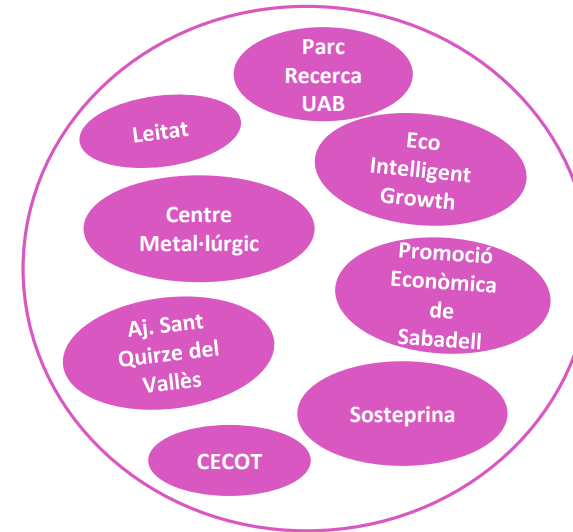 Parc
Recerca
UAB
Leitat
Eco
Intelligent
Growth
Centre
Metal·lúrgic
Promoció
Econòmica
de
Sabadell
Aj. Sant
Quirze del
Vallès
Sosteprina
CECOT